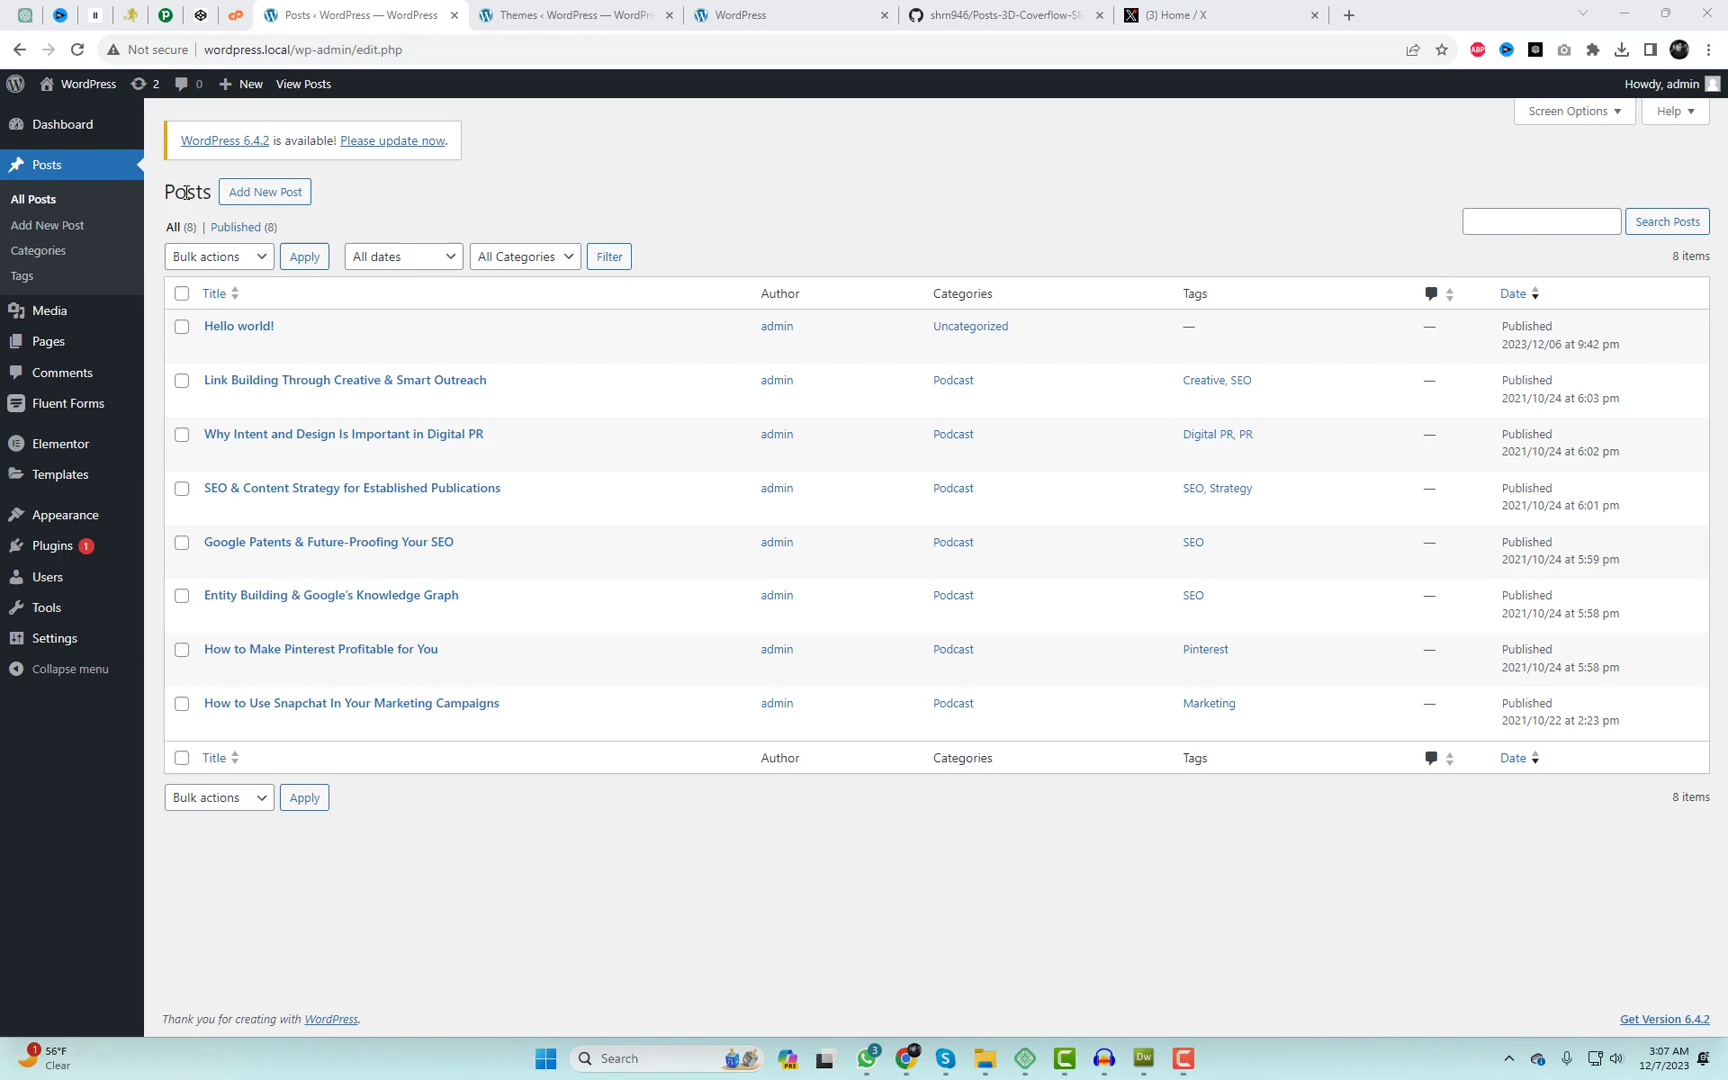 Posts ‹ WordPress — WordPress
Themes ‹ WordPress — WordPre
WordPress
shrn946/Posts-3D-Coverflow-Sli
(3) Home / X
Not secure
wordpress.local/wp-admin/edit.php
ABP
WordPress
2
0
New
View Posts
Howdy, admin
Dashboard
Posts
All Posts
Add New Post
Categories
Tags
Media
Pages
Comments
Fluent Forms
Elementor
Templates
Appearance
Plugins 1
Users
Tools
Settings
Collapse menu
Screen Options
Help
WordPress 6.4.2 is available! Please update now.
Posts
Add New Post
All (8) | Published (8)
Search Posts
Bulk actions
Apply
All dates
All Categories
Filter
8 items
Title Author Categories Tags Date
Hello world! admin Uncategorized — — Published
2023/12/06 at 9:42 pm
Link Building Through Creative & Smart Outreach admin Podcast Creative, SEO — Published
2021/10/24 at 6:03 pm
Why Intent and Design Is Important in Digital PR admin Podcast Digital PR, PR — Published
2021/10/24 at 6:02 pm
SEO & Content Strategy for Established Publications admin Podcast SEO, Strategy — Published
2021/10/24 at 6:01 pm
Google Patents & Future-Proofing Your SEO admin Podcast SEO — Published
2021/10/24 at 5:59 pm
Entity Building & Google's Knowledge Graph admin Podcast SEO — Published
2021/10/24 at 5:58 pm
How to Make Pinterest Profitable for You admin Podcast Pinterest — Published
2021/10/24 at 5:58 pm
How to Use Snapchat In Your Marketing Campaigns admin Podcast Marketing — Published
2021/10/22 at 2:23 pm
Title Author Categories Tags Date
Bulk actions
Apply
8 items
Thank you for creating with WordPress.
Get Version 6.4.2
1
56°F
Clear
Search
PRE
3
Dw
3:07 AM
12/7/2023